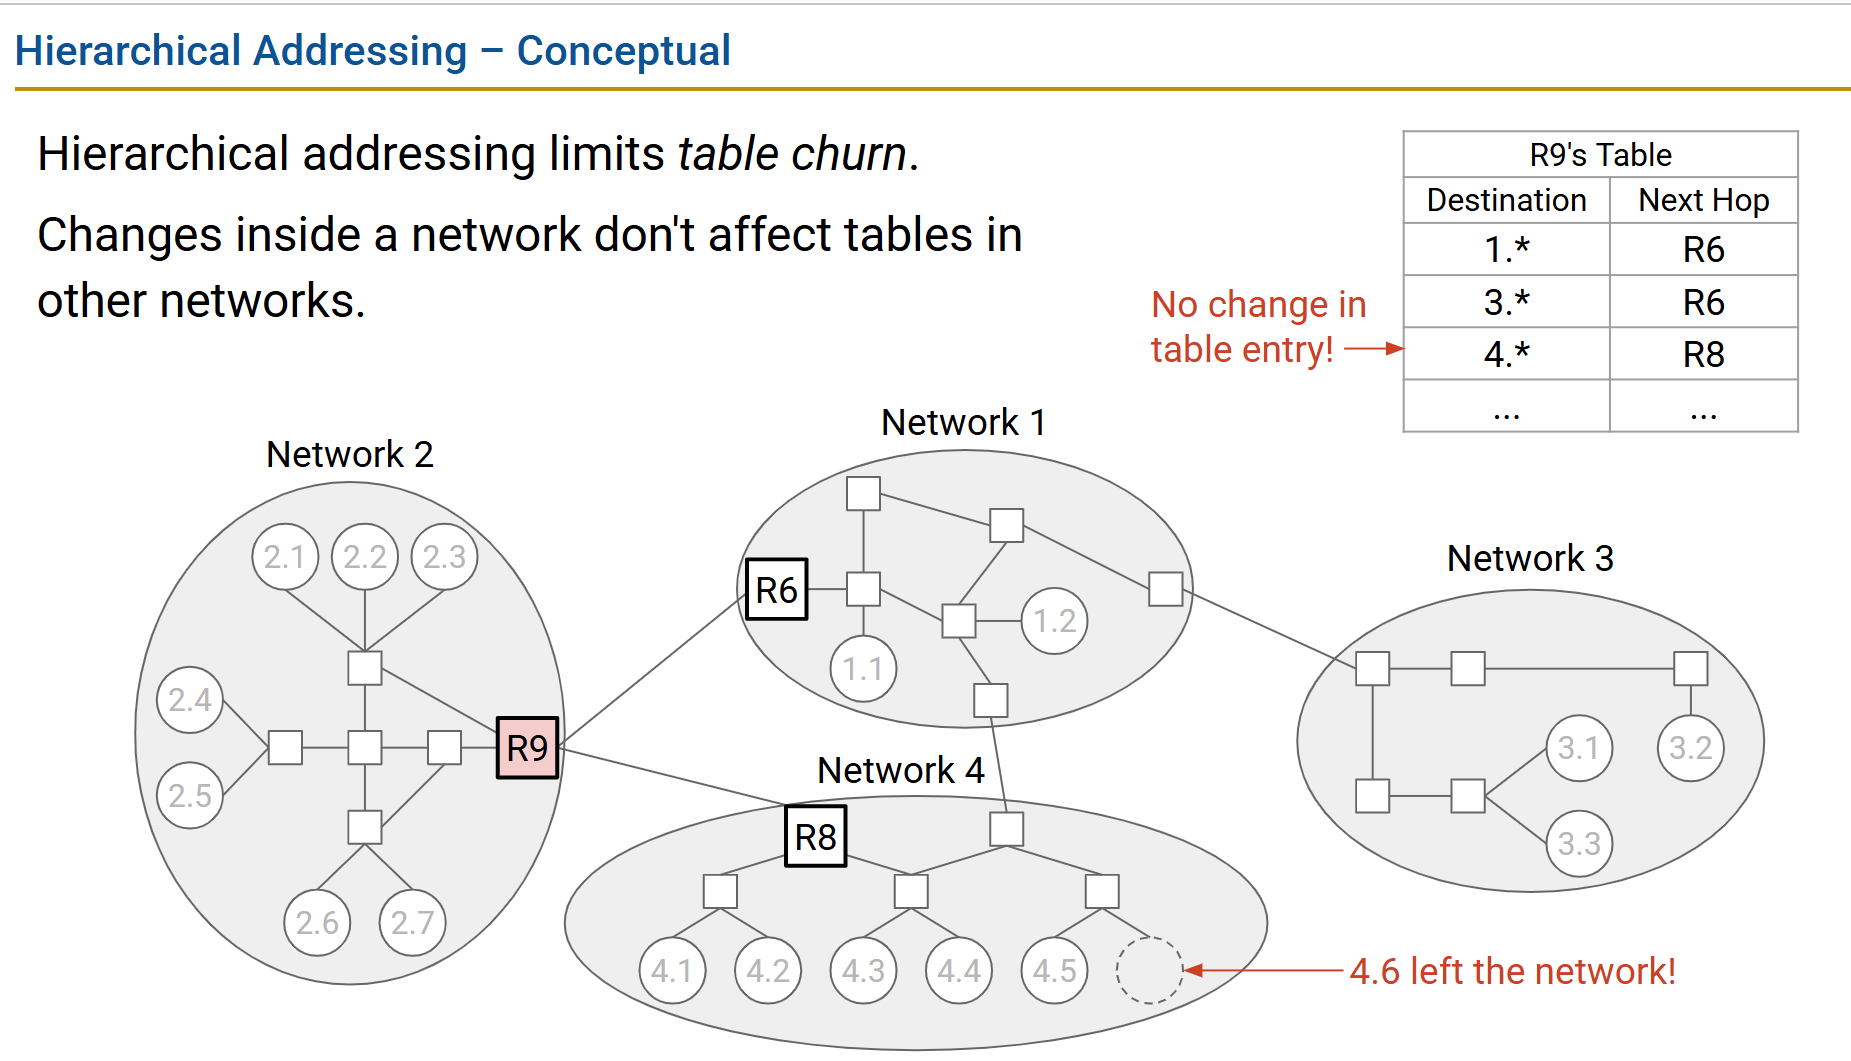 Hierarchical Addressing – Conceptual
Hierarchical addressing limits table churn.
Changes inside a network don't affect tables in
other networks.
R9's Table
Destination Next Hop
1.* R6
3.* R6
4.* R8
... ...
No change in
table entry!
Network 2
2.1 2.2 2.3
2.4
2.5
R9
2.6 2.7
Network 1
R6
1.2
1.1
Network 3
3.1 3.2
3.3
Network 4
R8
4.1 4.2 4.3 4.4 4.5
4.6 left the network!